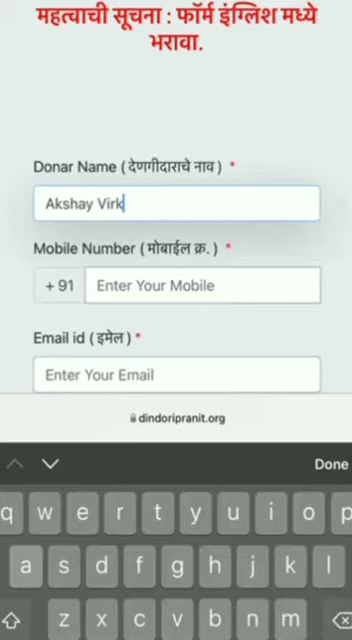 महत्वाची सूचना : फॉर्म इंग्लिश मध्ये
भरावा.
Donar Name ( देणगीदाराचे नाव ) *
Akshay Virk
Mobile Number ( मोबाईल क्र. ) *
+ 91 Enter Your Mobile
Email id ( इमेल ) *
Enter Your Email
dindoripranit.org
Done
q w e r t y u i o p
a s d f g h j k l
z x c v b n m